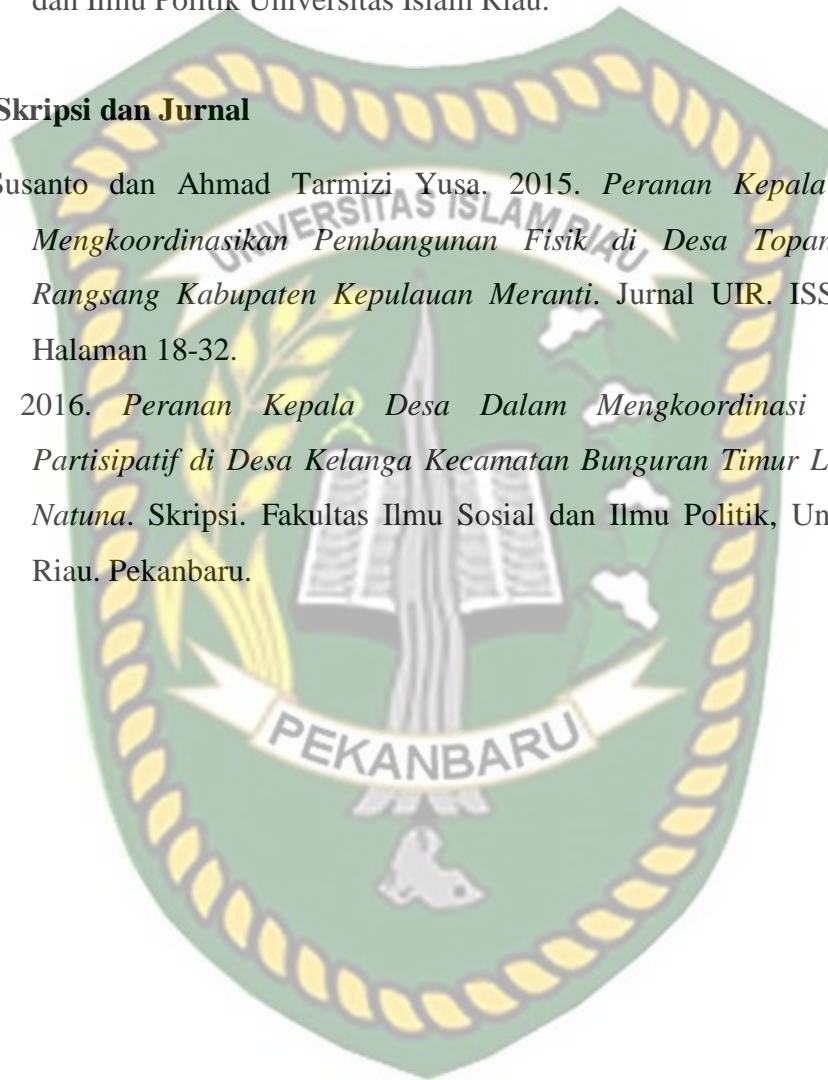 dan Ilmu Politik Universitas Islam Riau.
Skripsi dan Jurnal
Susanto dan Ahmad Tarmizi Yusa. 2015. Peranan Kepala
Mengkoordinasikan Pembangunan Fisik di Desa Topan
Rangsang Kabupaten Kepulauan Meranti. Jurnal UIR. ISS
Halaman 18-32.
2016. Peranan Kepala Desa Dalam Mengkoordinasi
Partisipatif di Desa Kelanga Kecamatan Bunguran Timur L
Natuna. Skripsi. Fakultas Ilmu Sosial dan Ilmu Politik, Un
Riau. Pekanbaru.
UNIVERSITAS ISLAM RIAU
PEKANBARU